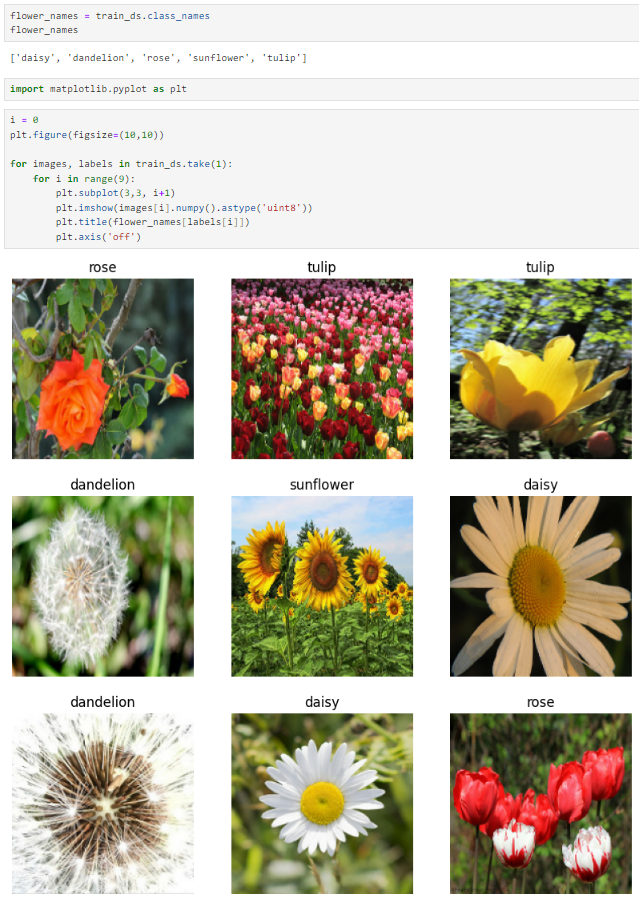 flower_names = train_ds.class_names
flower_names
['daisy', 'dandelion', 'rose', 'sunflower', 'tulip']
import matplotlib.pyplot as plt
i = 0
plt.figure(figsize=(10,10))
for images, labels in train_ds.take(1):
    for i in range(9):
        plt.subplot(3,3, i+1)
        plt.imshow(images[i].numpy().astype('uint8'))
        plt.title(flower_names[labels[i]])
        plt.axis('off')
rose
tulip
tulip
dandelion
sunflower
daisy
dandelion
daisy
rose